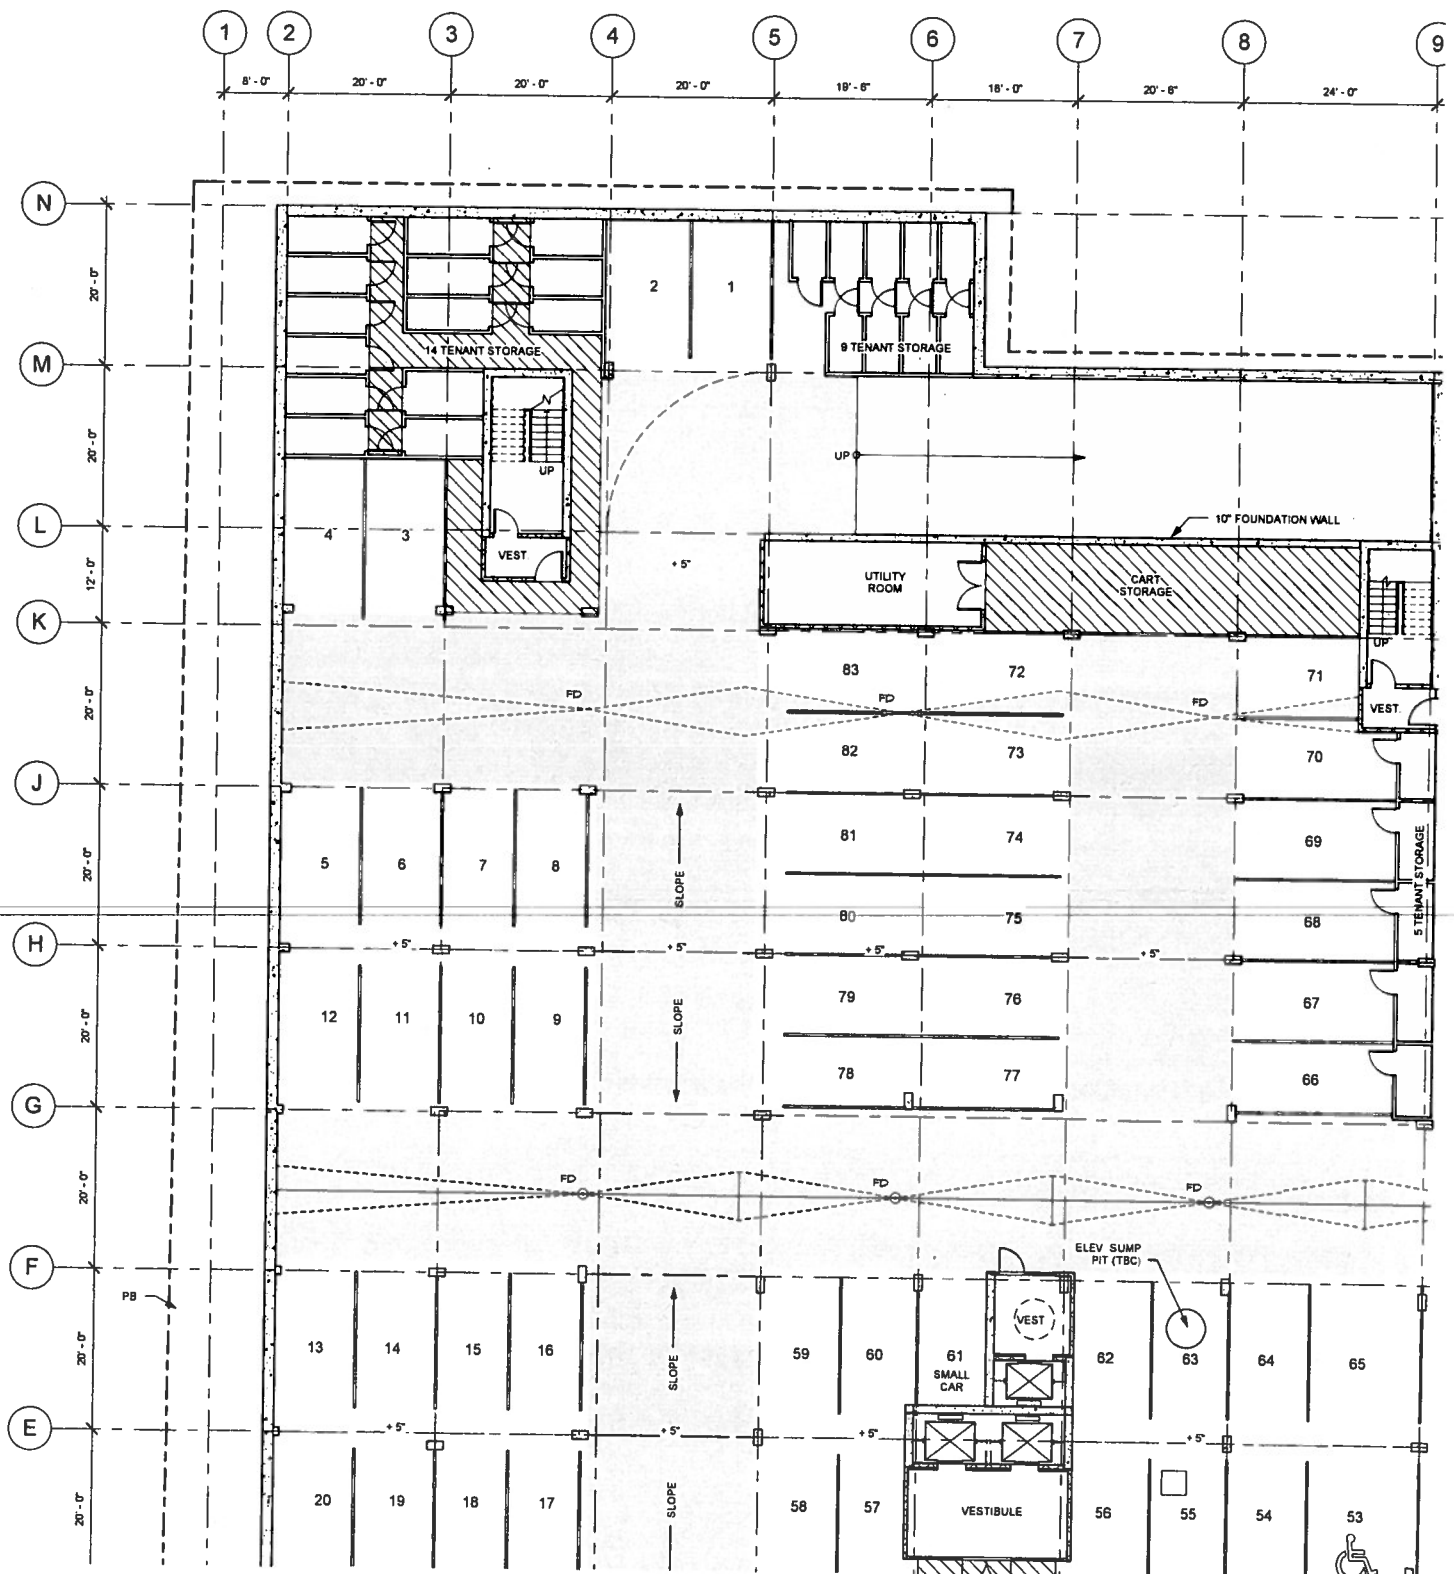 1 2 3 4 5 6 7 8 9
8'-0" 20'-0" 20'-0" 20'-0" 19'-6" 18'-0" 20'-6" 24'-0"
N
20'-0"
2 1
14 TENANT STORAGE
9 TENANT STORAGE
M
20'-0"
N
UP
UP
L
4 3
10" FOUNDATION WALL
VEST
+ 5"
12'-0"
UTILITY
ROOM
CART
STORAGE
K
UP
83 72 71
20'-0"
FD FD FD
VEST.
82 73 70
J
81 74 69
20'-0"
5 6 7 8
SLOPE
5 TENANT STORAGE
80 75 68
H
+ 5" + 5" + 5" + 5"
79 76 67
20'-0"
12 11 10 9
SLOPE
78 77 66
G
20'-0"
FD FD FD
F
ELEV SUMP
PIT (TBC)
PB
VEST
20'-0"
13 14 15 16
SLOPE
59 60 61 62 63 64 65
SMALL
CAR
E
+ 5" + 5" + 5"
20'-0"
20 19 18 17
SLOPE
58 57
VESTIBULE
56 55 54 53